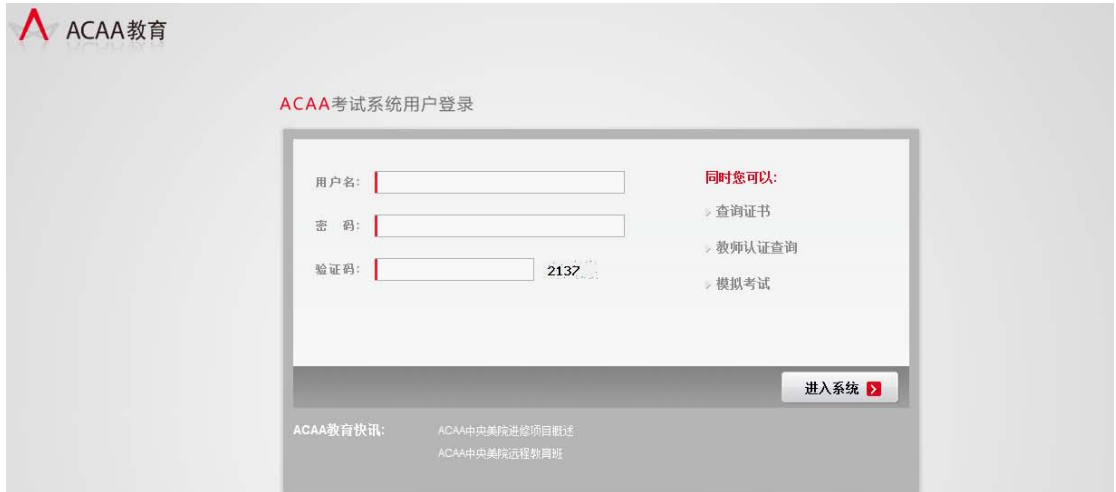 ACAA教育
ACAA考试系统用户登录
用户名:
密 码:
验证码:
2137
同时您可以:
查询证书
教师认证查询
模拟考试
进入系统
ACAA教育快讯:
ACAA中央美院进修项目概述
ACAA中央美院远程教育班